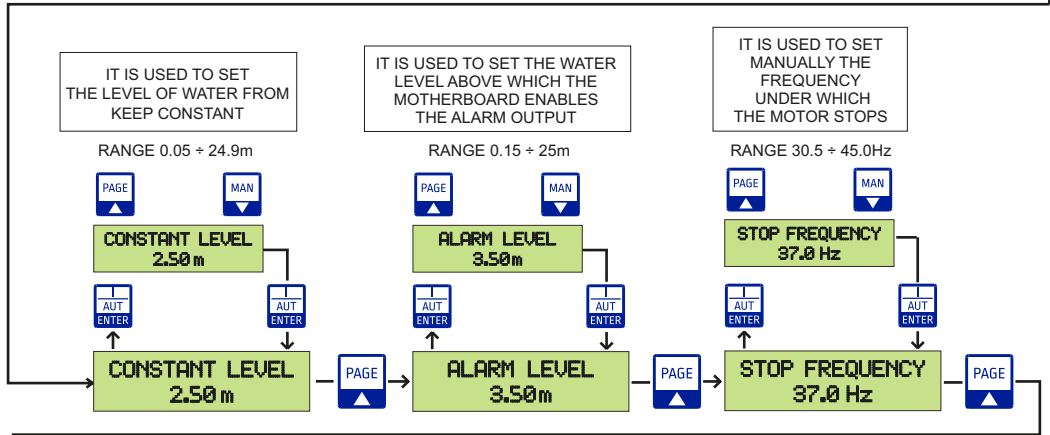 IT IS USED TO SET
THE LEVEL OF WATER FROM
KEEP CONSTANT
RANGE 0.05 ÷ 24.9m
PAGE
MAN
CONSTANT LEVEL
2.50 m
AUT
ENTER
AUT
ENTER
CONSTANT LEVEL
2.50 m
PAGE
IT IS USED TO SET THE WATER
LEVEL ABOVE WHICH THE
MOTHERBOARD ENABLES
THE ALARM OUTPUT
RANGE 0.15 ÷ 25m
PAGE
MAN
ALARM LEVEL
3.50m
AUT
ENTER
AUT
ENTER
ALARM LEVEL
3.50m
PAGE
IT IS USED TO SET
MANUALLY THE
FREQUENCY
UNDER WHICH
THE MOTOR STOPS
RANGE 30.5 ÷ 45.0Hz
PAGE
MAN
STOP FREQUENCY
37.0 Hz
AUT
ENTER
AUT
ENTER
STOP FREQUENCY
37.0 Hz
PAGE